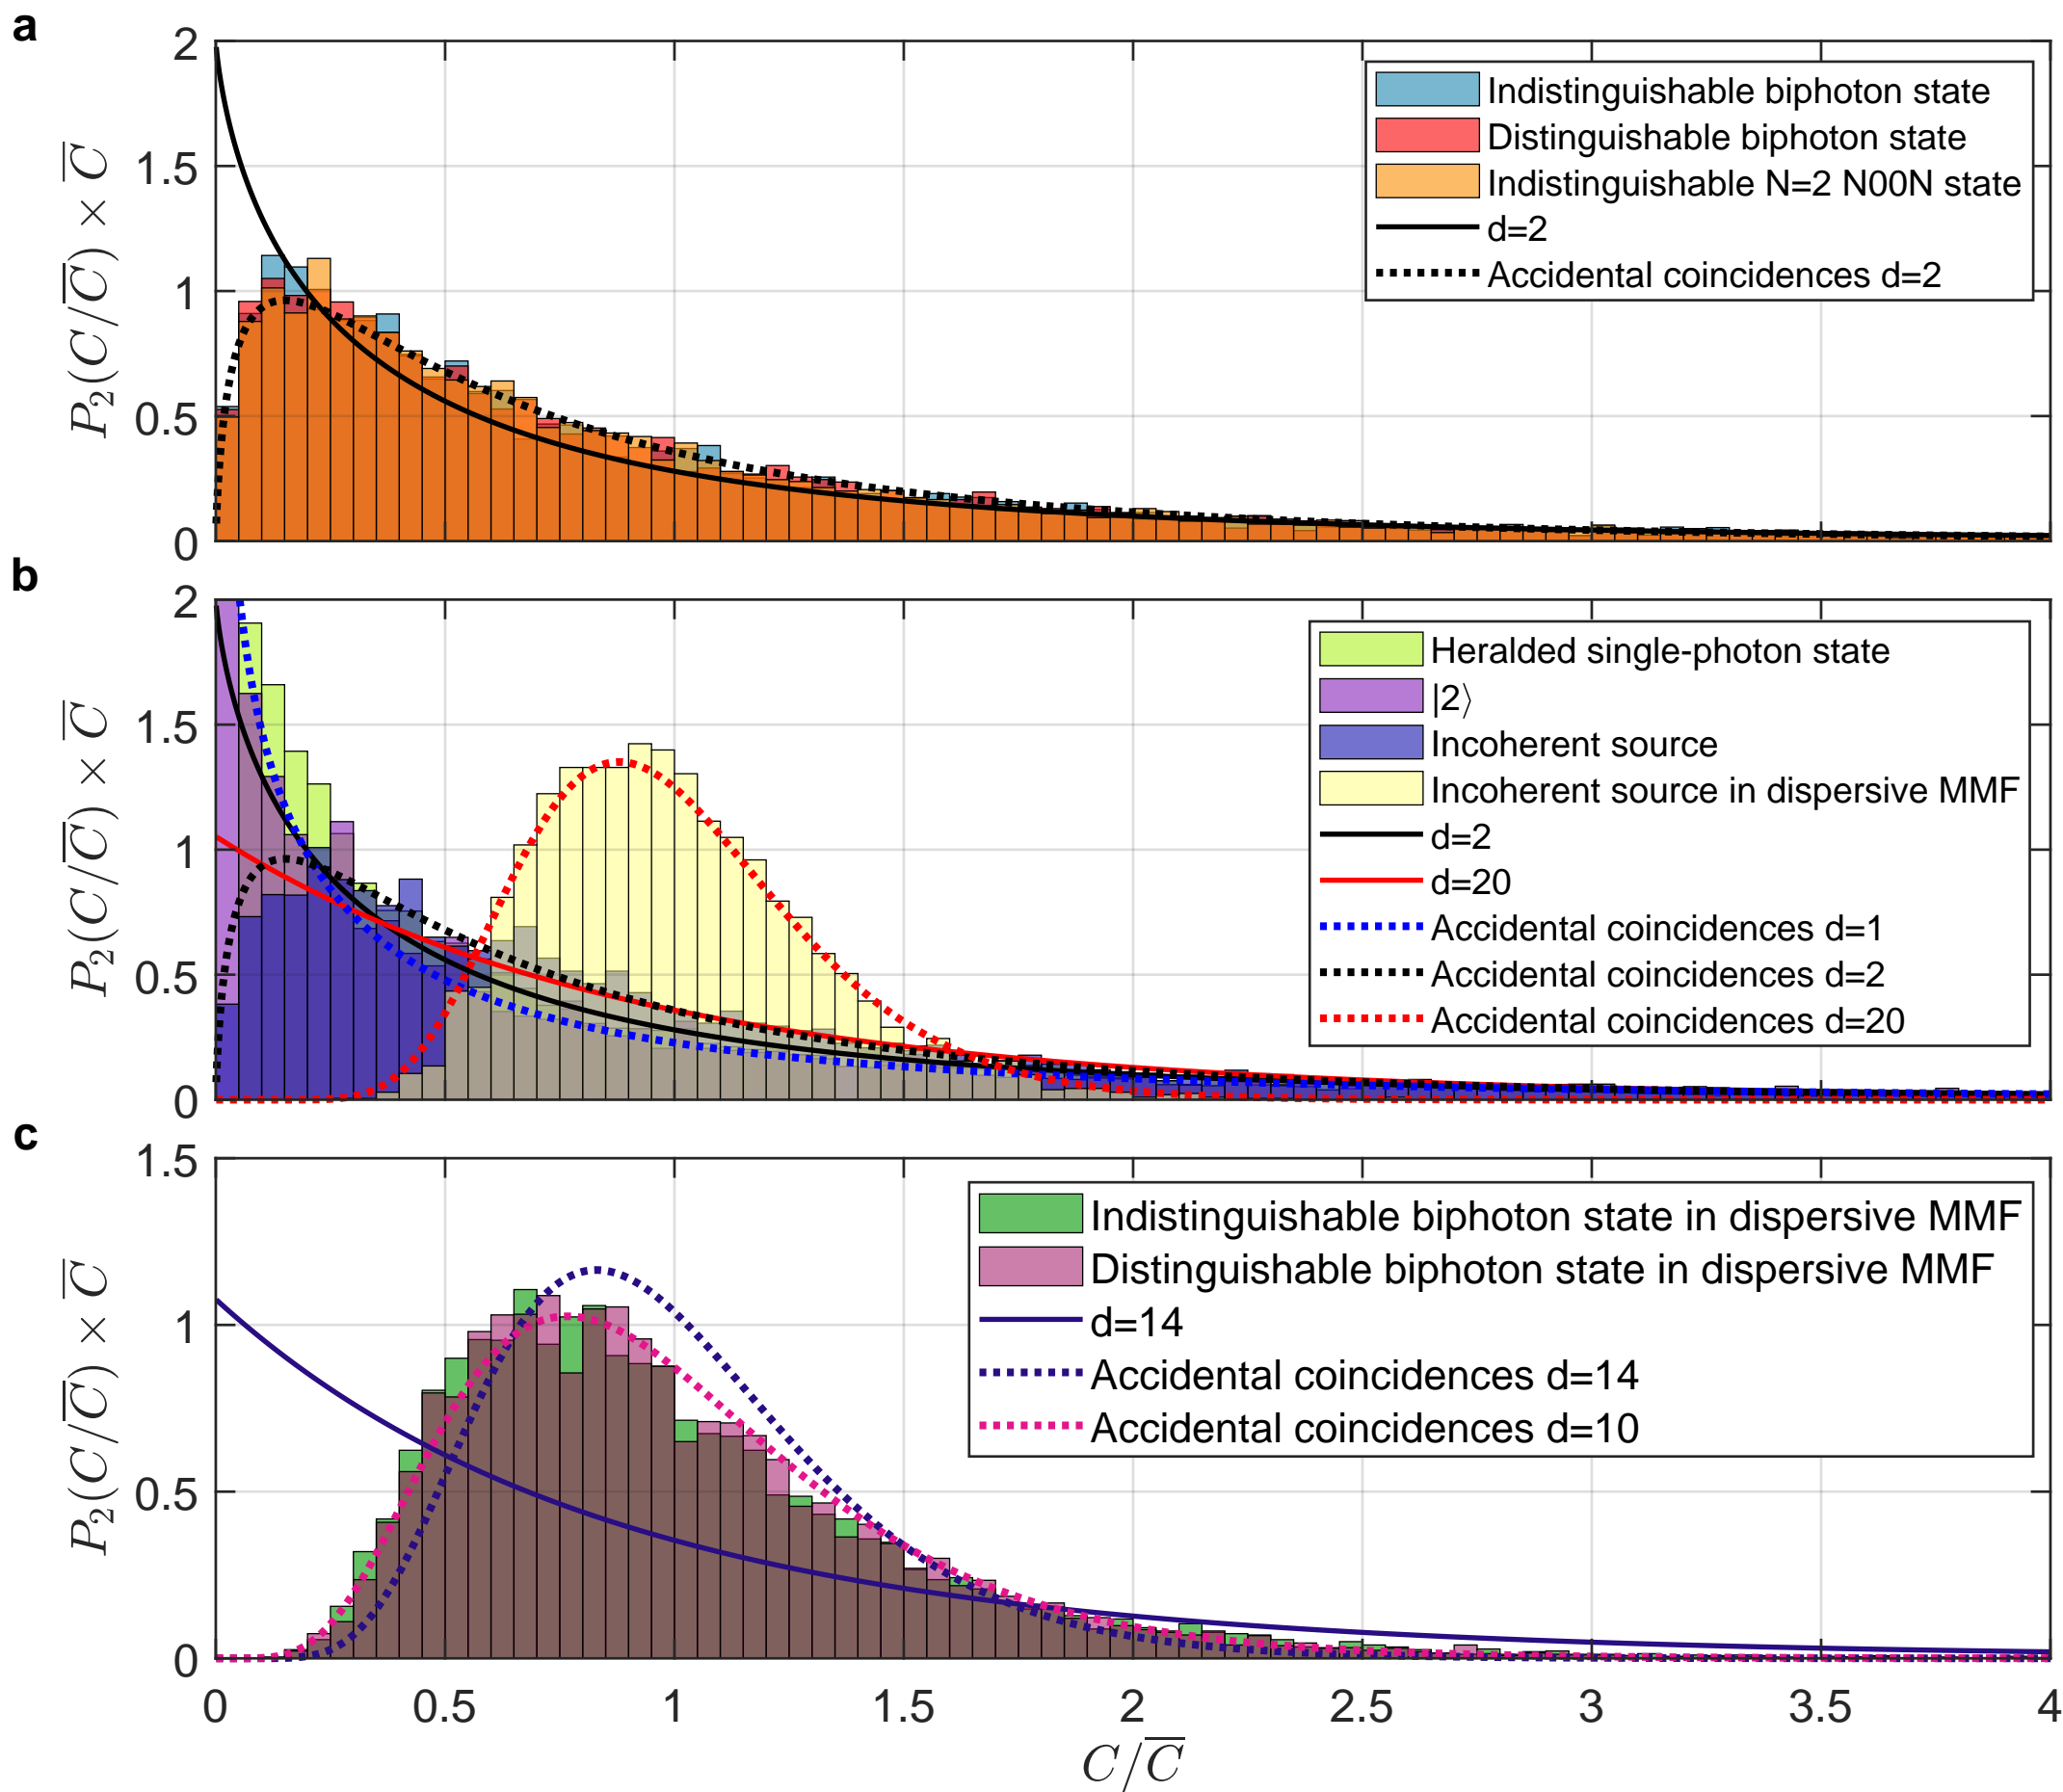 a
2
1.5
1
0.5
0
P₂(C/C̅) × C̅
Indistinguishable biphoton state
Distinguishable biphoton state
Indistinguishable N=2 N00N state
d=2
Accidental coincidences d=2
b
2
1.5
1
0.5
0
P₂(C/C̅) × C̅
Heralded single-photon state
|2⟩
Incoherent source
Incoherent source in dispersive MMF
d=2
d=20
Accidental coincidences d=1
Accidental coincidences d=2
Accidental coincidences d=20
c
1.5
1
0.5
0
P₂(C/C̅) × C̅
Indistinguishable biphoton state in dispersive MMF
Distinguishable biphoton state in dispersive MMF
d=14
Accidental coincidences d=14
Accidental coincidences d=10
0 0.5 1 1.5 2 2.5 3 3.5 4
C/C̅